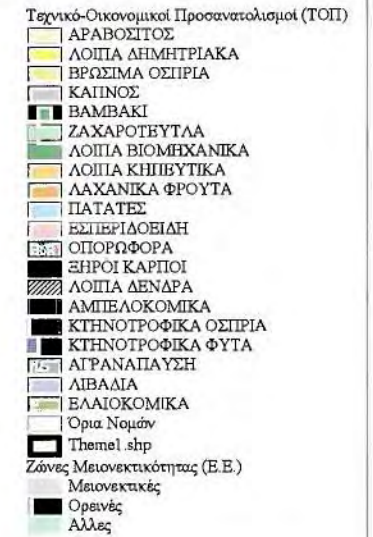 Τεχνικό-Οικονομικοί Προσανατολισμοί (ΤΟΠ)
ΑΡΑΒΟΣΙΤΟΣ
ΛΟΙΠΑ ΔΗΜΗΤΡΙΑΚΑ
ΒΡΩΣΙΜΑ ΟΣΠΡΙΑ
ΚΑΠΝΟΣ
ΒΑΜΒΑΚΙ
ΖΑΧΑΡΟΤΕΥΤΛΑ
ΛΟΙΠΑ ΒΙΟΜΗΧΑΝΙΚΑ
ΛΟΙΠΑ ΚΗΠΕΥΤΙΚΑ
ΛΑΧΑΝΙΚΑ ΦΡΟΥΤΑ
ΠΑΤΑΤΕΣ
ΕΣΠΕΡΙΔΟΕΙΔΗ
ΟΠΟΡΩΦΟΡΑ
ΞΗΡΟΙ ΚΑΡΠΟΙ
ΛΟΙΠΑ ΔΕΝΔΡΑ
ΑΜΠΕΛΟΚΟΜΙΚΑ
ΚΤΗΝΟΤΡΟΦΙΚΑ ΟΣΠΡΙΑ
ΚΤΗΝΟΤΡΟΦΙΚΑ ΦΥΤΑ
ΑΓΡΑΝΑΠΑΥΣΗ
ΛΙΒΑΔΙΑ
ΕΛΑΙΟΚΟΜΙΚΑ
Όρια Νομών
Theme1.shp
Ζώνες Μειονεκτικότητας (Ε.Ε.)
Μειονεκτικές
Ορεινές
Άλλες